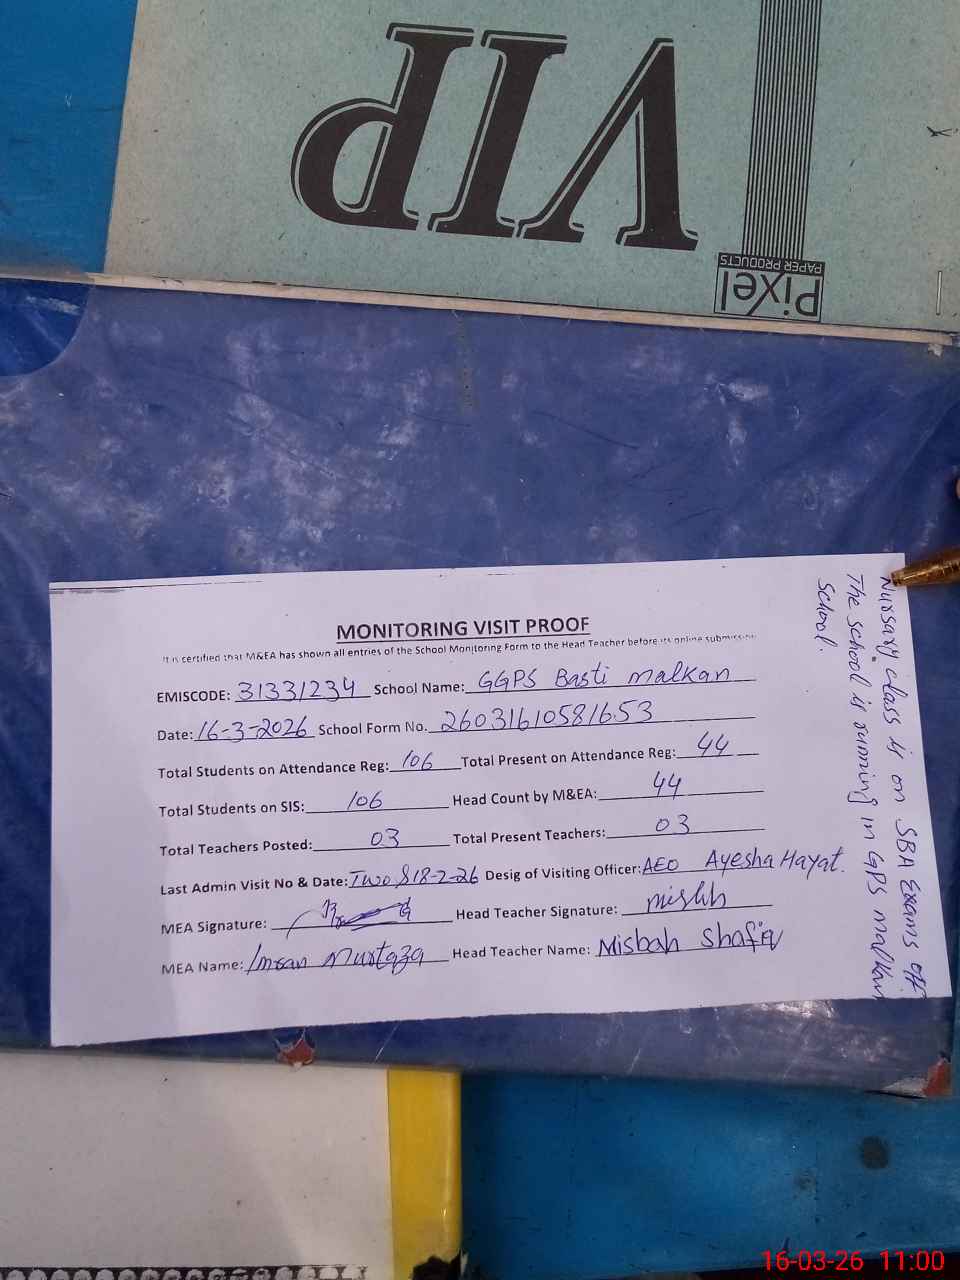 VIP
PIXEL
PAPER PRODUCTS
MONITORING VISIT PROOF
It is certified that M&EA has shown all entries of the School Monitoring Form to the Head Teacher before its online submission
EMISCODE: 31331234 School Name: GGPS Basti Malkan
Date: 16-3-2026 School Form No. 26031610581653
Total Students on Attendance Reg: 106 Total Present on Attendance Reg: 44
Total Students on SIS: 106 Head Count by M&EA: 44
Total Teachers Posted: 03 Total Present Teachers: 03
Last Admin Visit No & Date: Two &18-2-26 Desig of Visiting Officer: AEO Ayesha Hayat.
MEA Signature: Head Teacher Signature: misbh
MEA Name: Imran Murtaza Head Teacher Name: Misbah Shafiq
Nursary class is on SBA Exams off.
The school is running in GPS malkan
School.
16-03-26 11:00